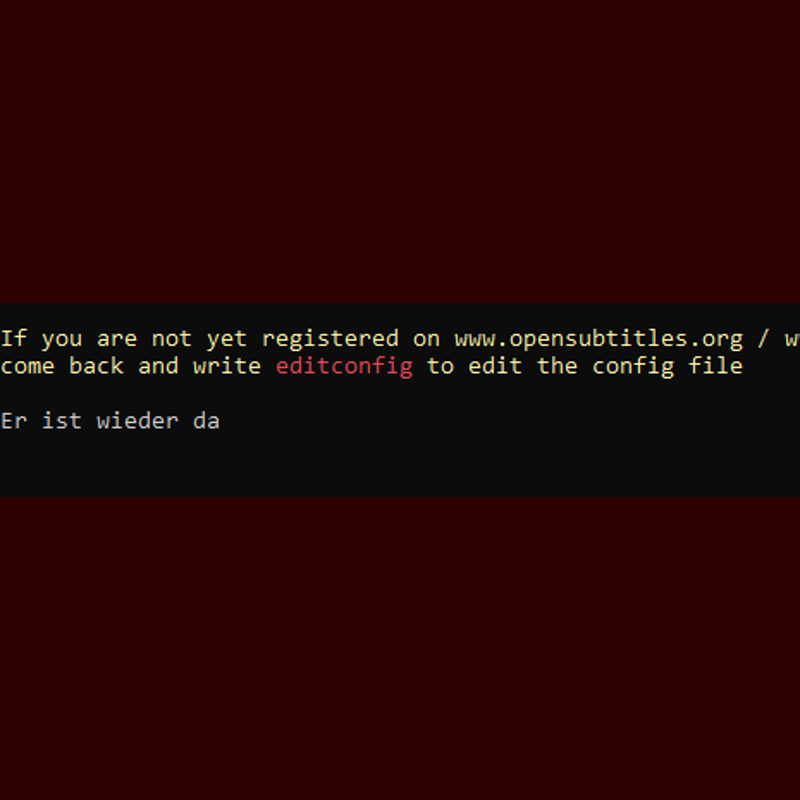 If you are not yet registered on www.opensubtitles.org /
come back and write editconfig to edit the config file
Er ist wieder da